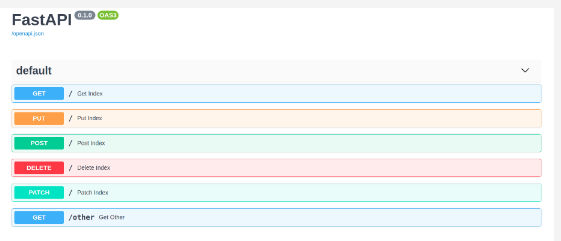 FastAPI 0.1.0 OAS3
/openapi.json
default
GET / Get Index
PUT / Put Index
POST / Post Index
DELETE / Delete Index
PATCH / Patch Index
GET /other Get Other